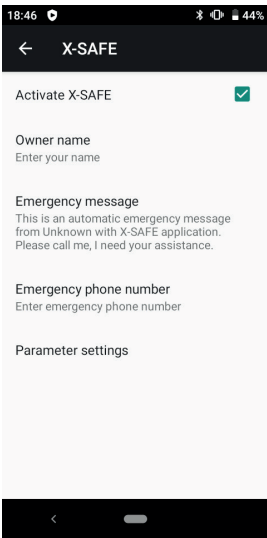 18:46 44%
X-SAFE
Activate X-SAFE
Owner name
Enter your name
Emergency message
This is an automatic emergency message
from Unknown with X-SAFE application.
Please call me, I need your assistance.
Emergency phone number
Enter emergency phone number
Parameter settings